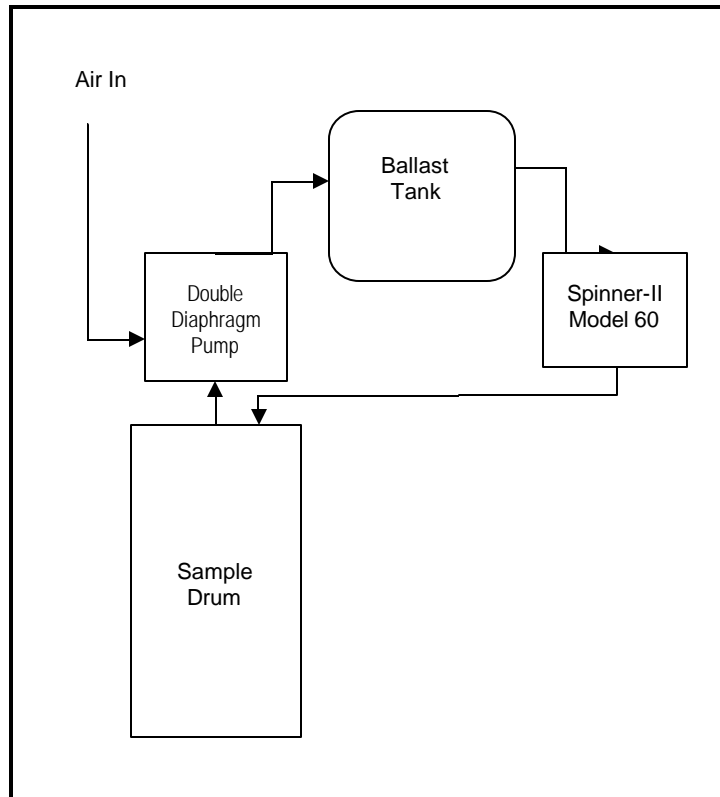 Air In
Ballast
Tank
Double
Diaphragm
Pump
Spinner-II
Model 60
Sample
Drum